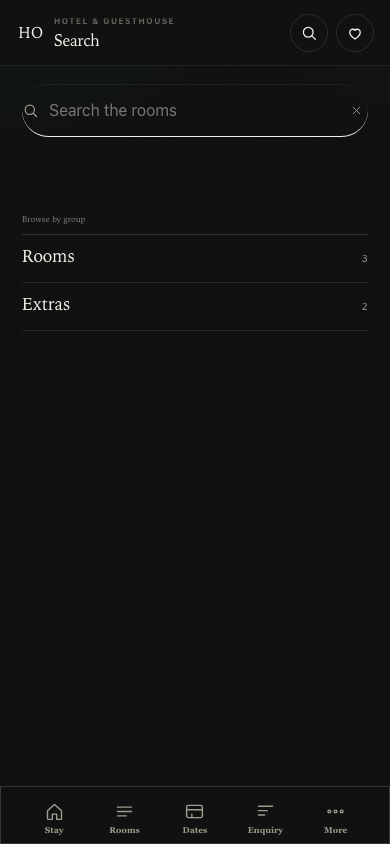 HO
HOTEL & GUESTHOUSE
Search
Search the rooms
Browse by group
Rooms 3
Extras 2
Stay Rooms Dates Enquiry More